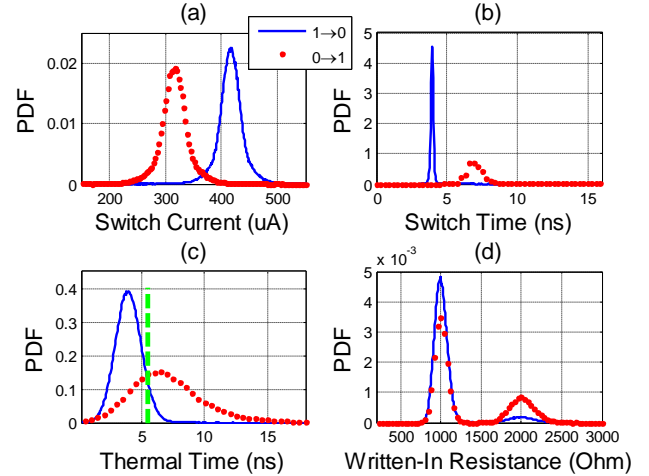 (a)
(b)
1→0
0→1
PDF
0.02
0.01
0
200 300 400 500
Switch Current (uA)
PDF
5
4
3
2
1
0
0 5 10 15
Switch Time (ns)
(c)
(d)
PDF
0.4
0.3
0.2
0.1
0
5 10 15
Thermal Time (ns)
x 10⁻³
PDF
5
4
3
2
1
0
1000 2000 3000
Written-In Resistance (Ohm)